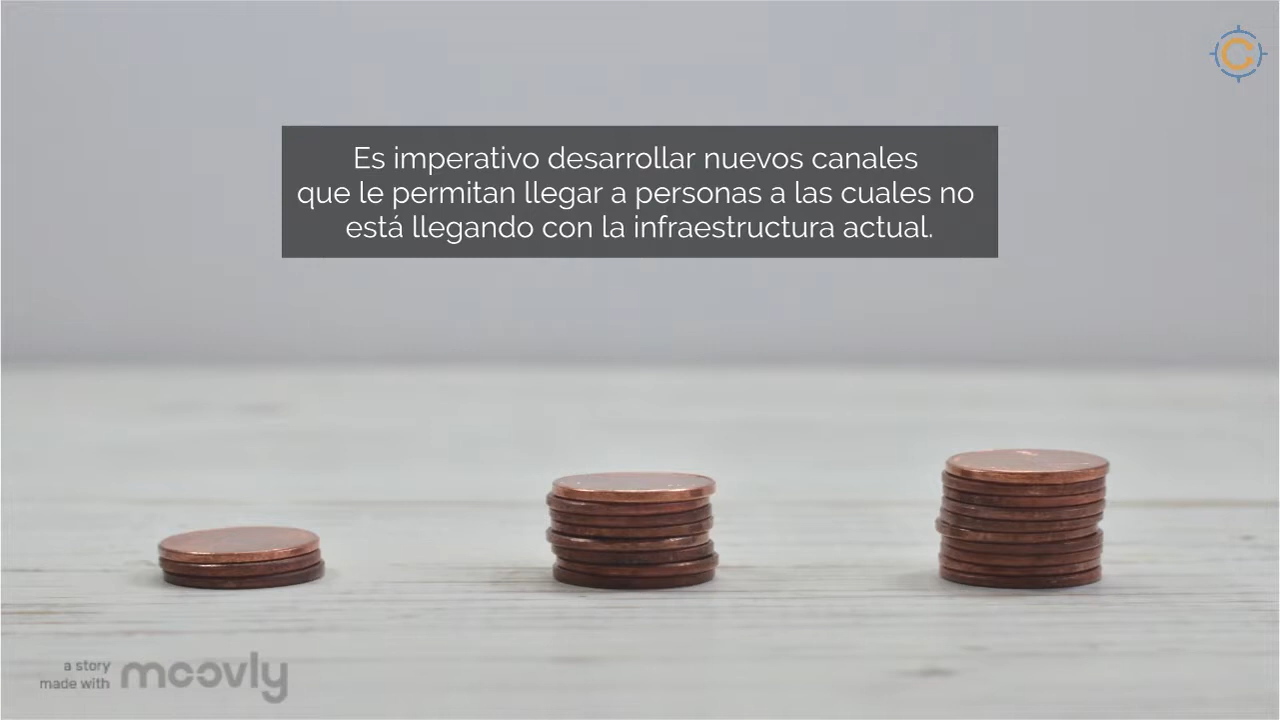 Es imperativo desarrollar nuevos canales
que le permitan llegar a personas a las cuales no
está llegando con la infraestructura actual.
a story
made with moovly